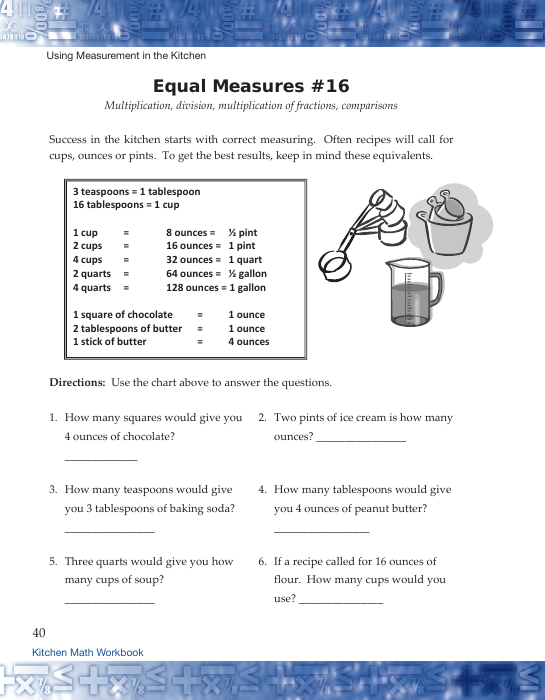 Using Measurement in the Kitchen
Equal Measures #16
Multiplication, division, multiplication of fractions, comparisons
Success in the kitchen starts with correct measuring. Often recipes will call for
cups, ounces or pints. To get the best results, keep in mind these equivalents.
3 teaspoons = 1 tablespoon
16 tablespoons = 1 cup
1 cup = 8 ounces = ½ pint
2 cups = 16 ounces = 1 pint
4 cups = 32 ounces = 1 quart
2 quarts = 64 ounces = ½ gallon
4 quarts = 128 ounces = 1 gallon
1 square of chocolate = 1 ounce
2 tablespoons of butter = 1 ounce
1 stick of butter = 4 ounces
Directions: Use the chart above to answer the questions.
1. How many squares would give you
4 ounces of chocolate?
_____________
2. Two pints of ice cream is how many
ounces? ________________
3. How many teaspoons would give
you 3 tablespoons of baking soda?
________________
4. How many tablespoons would give
you 4 ounces of peanut butter?
_________________
5. Three quarts would give you how
many cups of soup?
________________
6. If a recipe called for 16 ounces of
flour. How many cups would you
use? _______________
40
Kitchen Math Workbook